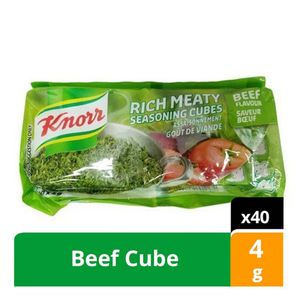 Knorr
RICH MEATY
SEASONING CUBES
ASSAISONNEMENT
GOÛT DE VIANDE
BEEF
FLAVOUR
SAVEUR
BŒUF
x40
Beef Cube
4
g